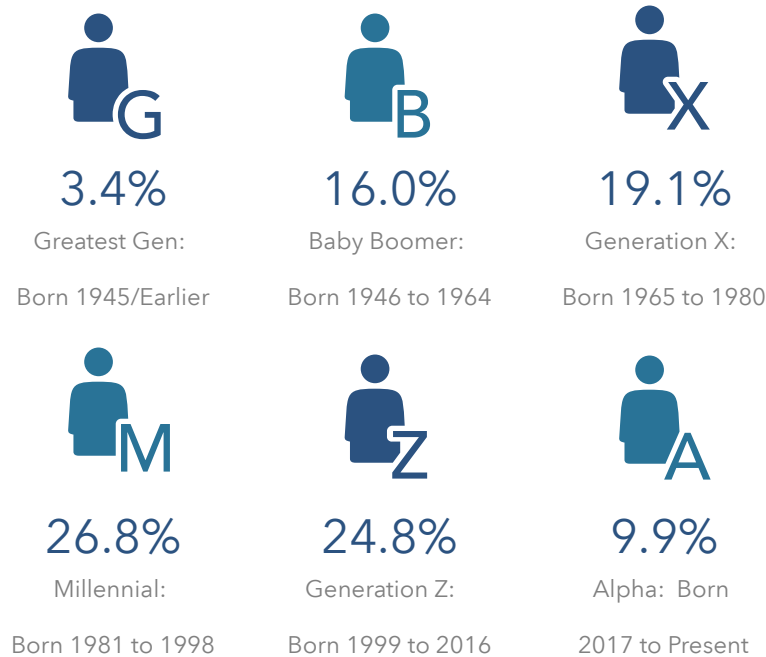 G
3.4%
Greatest Gen:
Born 1945/Earlier
B
16.0%
Baby Boomer:
Born 1946 to 1964
X
19.1%
Generation X:
Born 1965 to 1980
M
26.8%
Millennial:
Born 1981 to 1998
Z
24.8%
Generation Z:
Born 1999 to 2016
A
9.9%
Alpha:  Born
2017 to Present